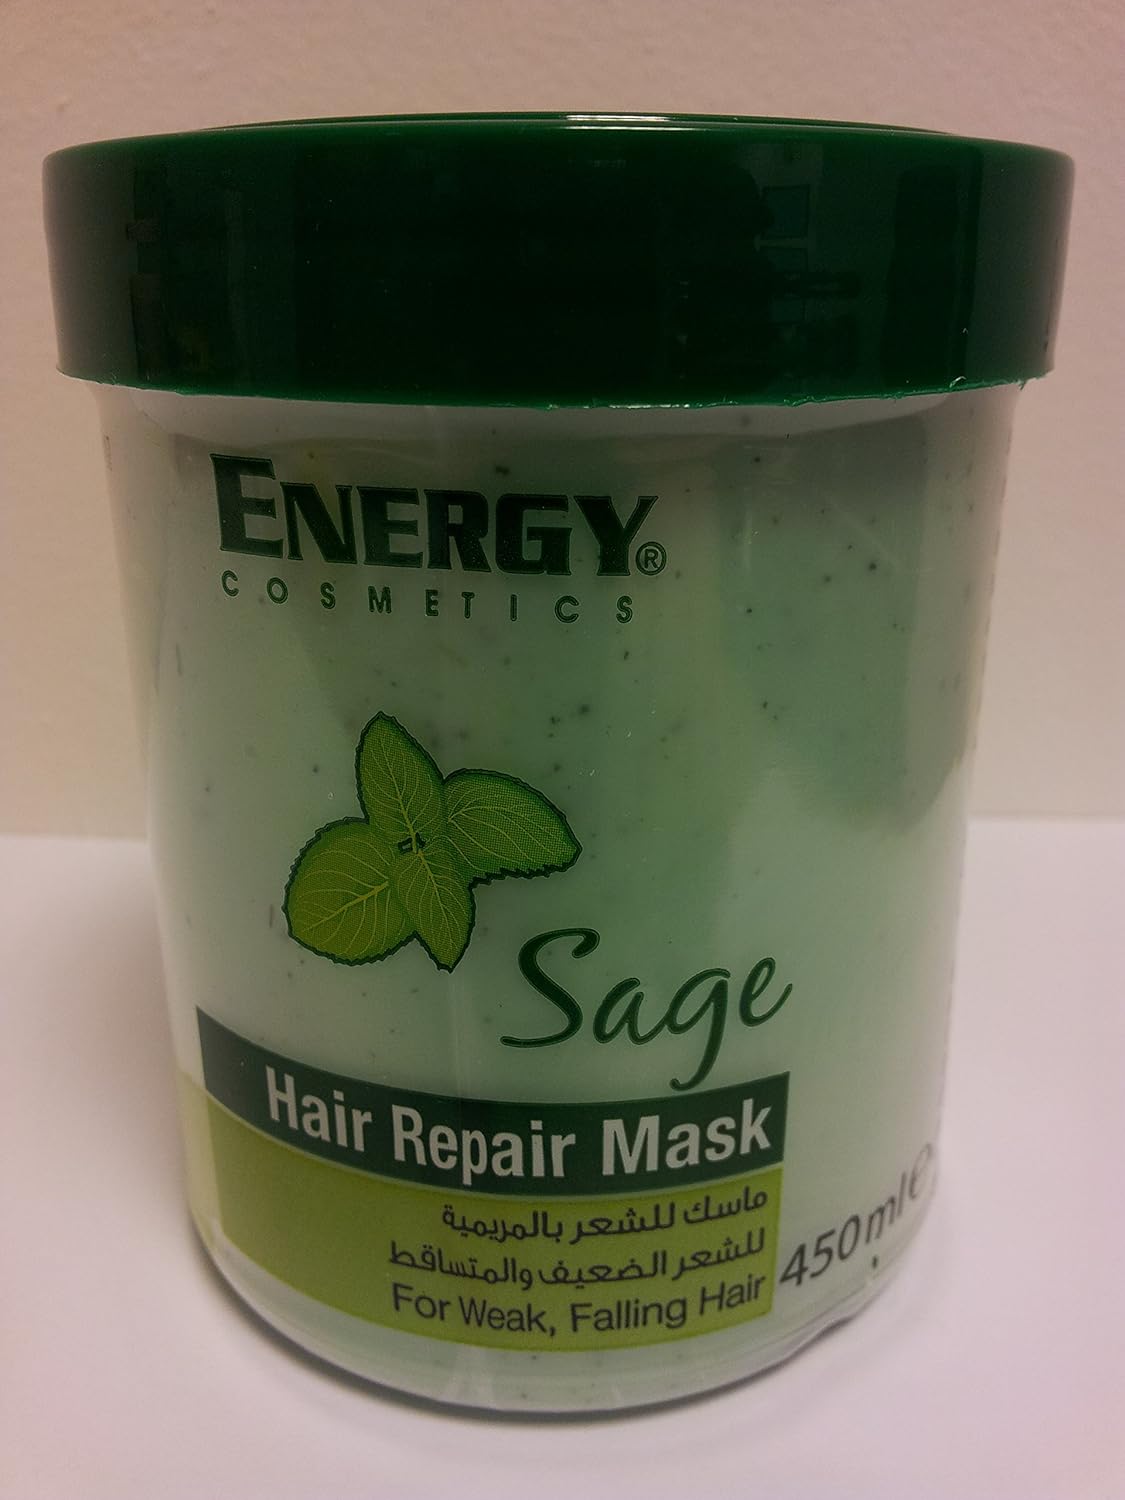 ENERGY®
COSMETICS
Sage
Hair Repair Mask
ماسك للشعر بالمريمية
للشعر الضعيف والمتساقط
For Weak, Falling Hair
450ml℮